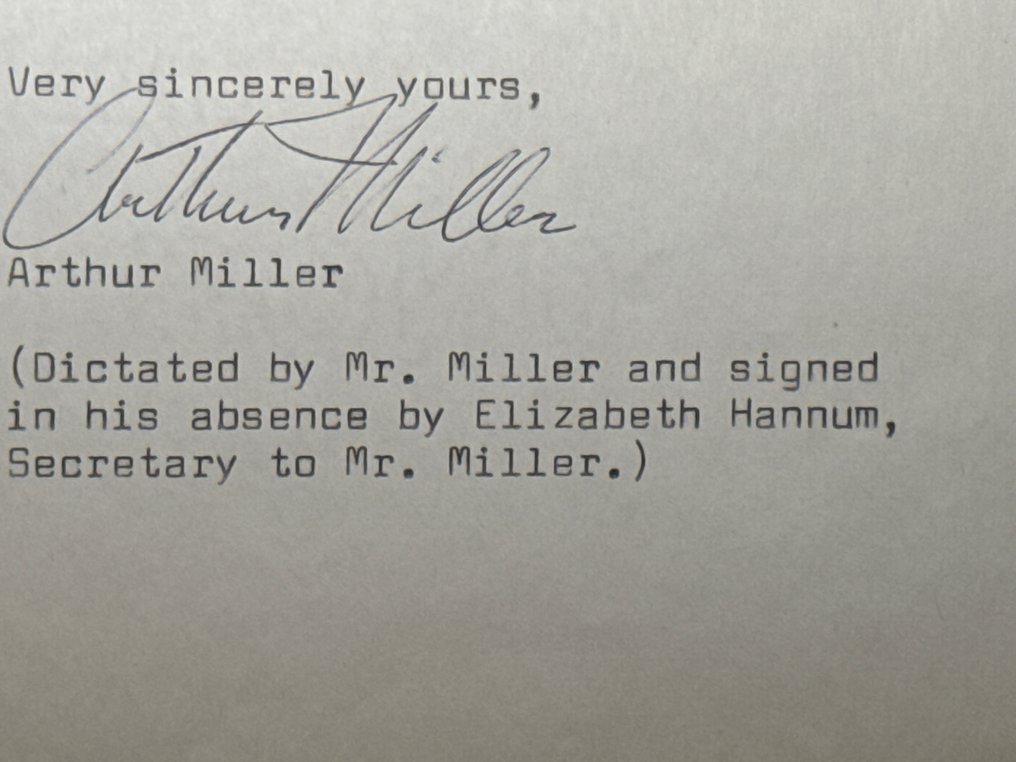 Very sincerely yours,
Arthur Miller
Arthur Miller
(Dictated by Mr. Miller and signed
in his absence by Elizabeth Hannum,
Secretary to Mr. Miller.)